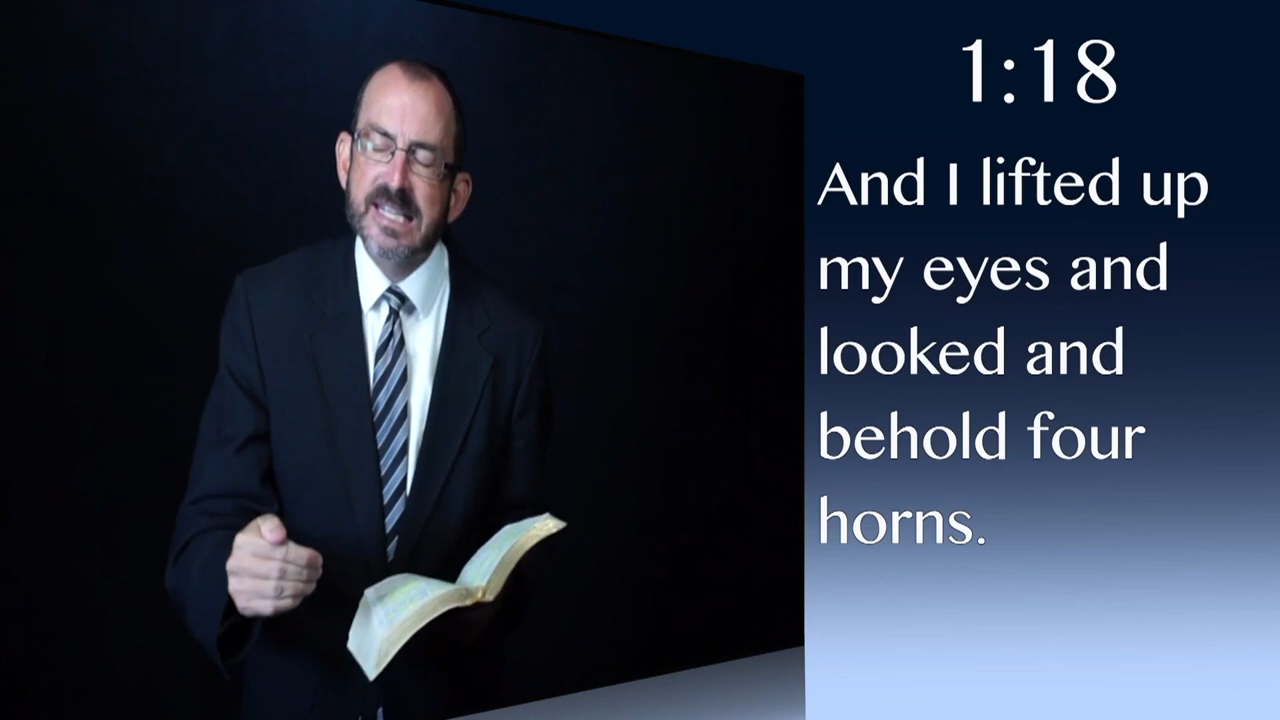 1:18
And I lifted up
my eyes and
looked and
behold four
horns.